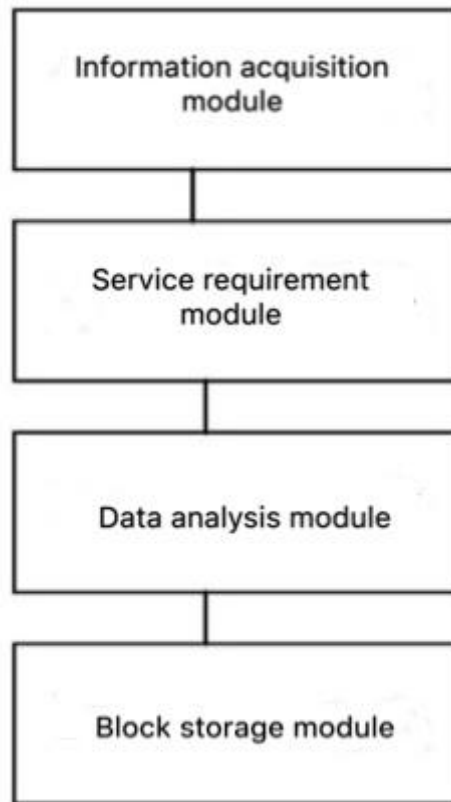 Information acquisition
module
Service requirement
module
Data analysis module
Block storage module